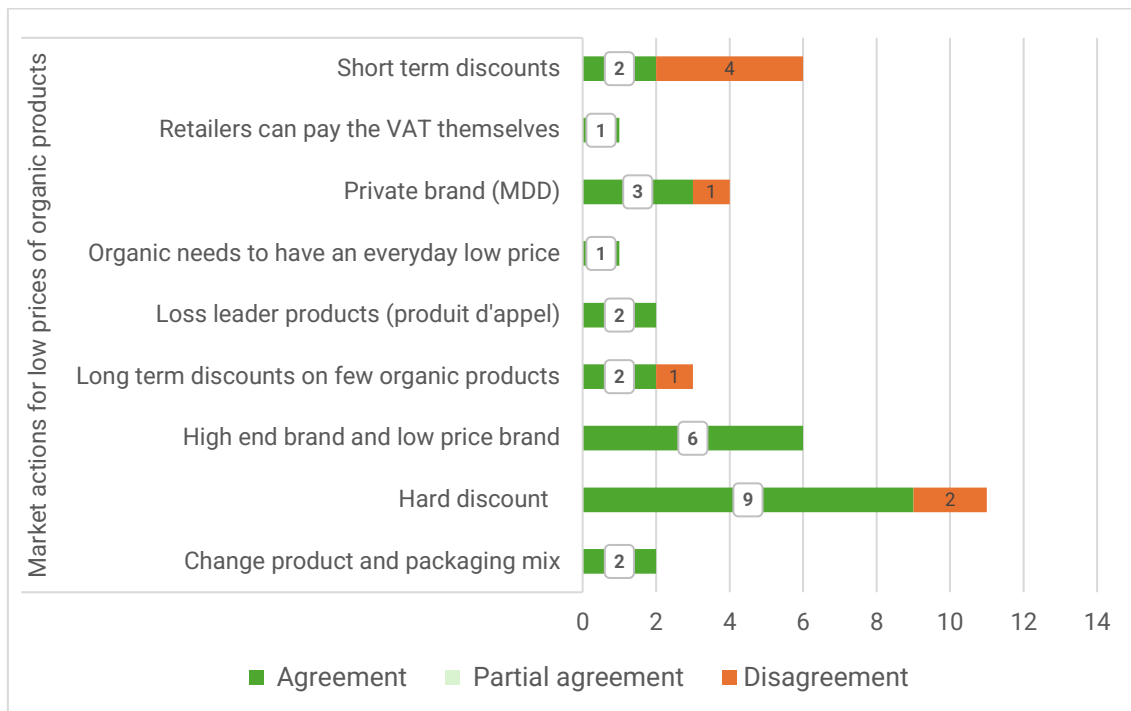 Market actions for low prices of organic products
Short term discounts 2 4
Retailers can pay the VAT themselves 1
Private brand (MDD) 3 1
Organic needs to have an everyday low price 1
Loss leader products (produit d'appel) 2
Long term discounts on few organic products 2 1
High end brand and low price brand 6
Hard discount 9 2
Change product and packaging mix 2
0 2 4 6 8 10 12 14
Agreement Partial agreement Disagreement